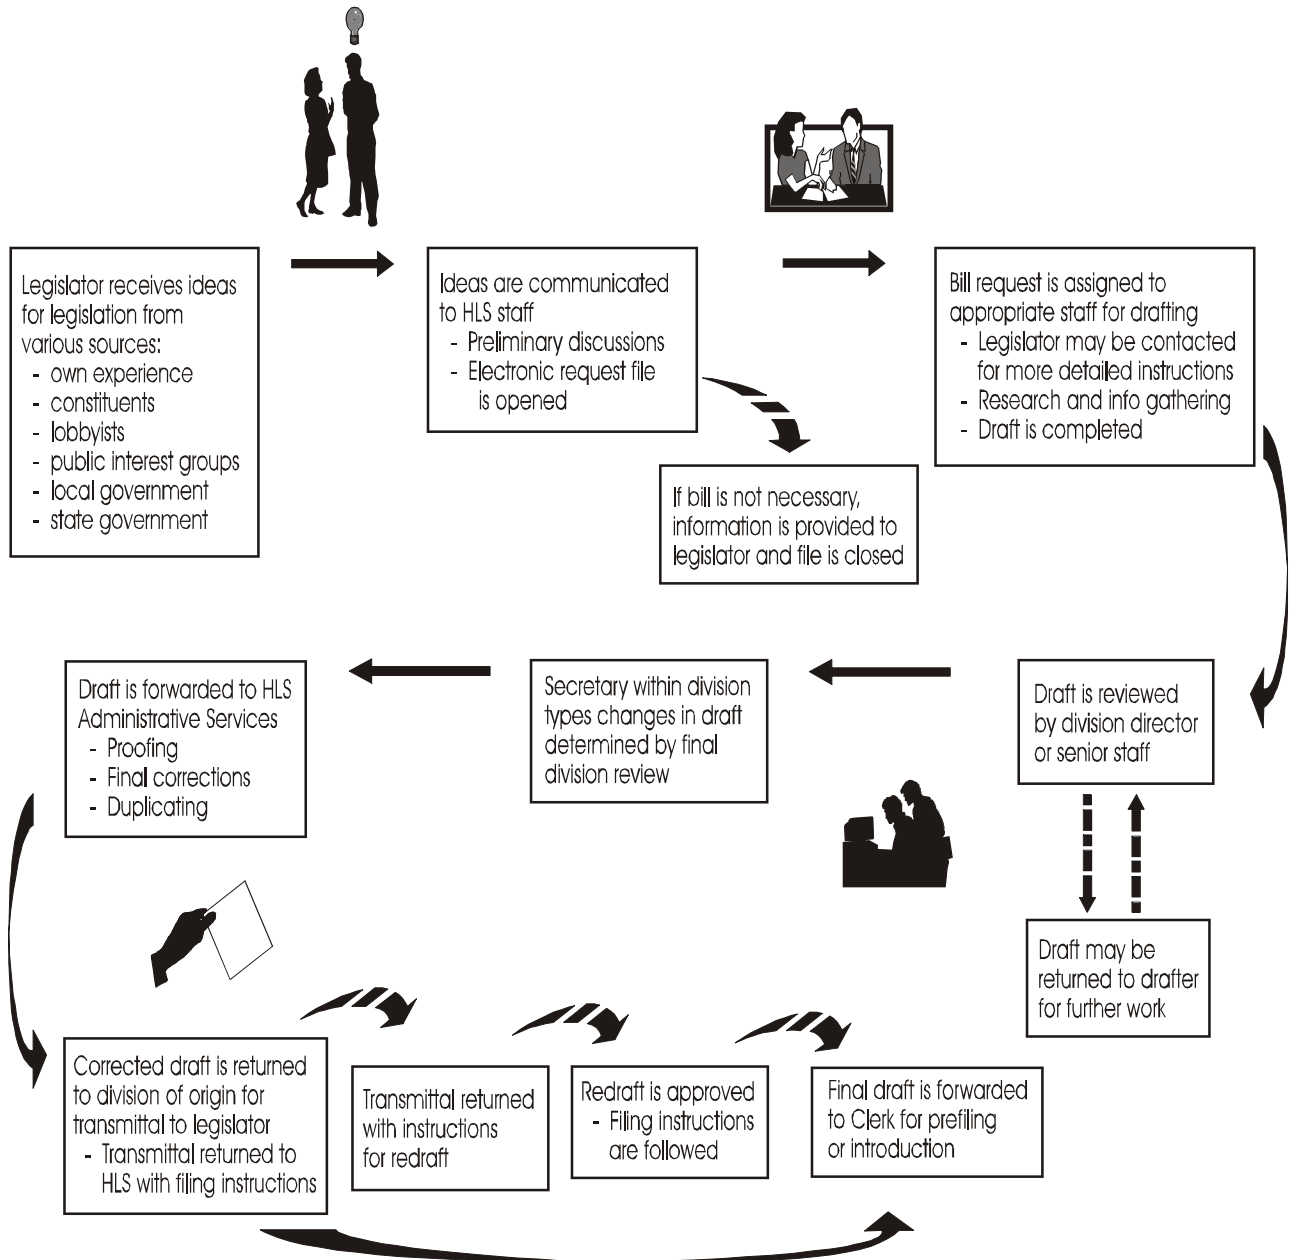 Legislator receives ideas
for legislation from
various sources:
- own experience
- constituents
- lobbyists
- public interest groups
- local government
- state government
Ideas are communicated
to HLS staff
- Preliminary discussions
- Electronic request file
is opened
If bill is not necessary,
information is provided to
legislator and file is closed
Bill request is assigned to
appropriate staff for drafting
- Legislator may be contacted
for more detailed instructions
- Research and info gathering
- Draft is completed
Draft is reviewed
by division director
or senior staff
Draft may be
returned to drafter
for further work
Secretary within division
types changes in draft
determined by final
division review
Draft is forwarded to HLS
Administrative Services
- Proofing
- Final corrections
- Duplicating
Corrected draft is returned
to division of origin for
transmittal to legislator
- Transmittal returned to
HLS with filing instructions
Transmittal returned
with instructions
for redraft
Redraft is approved
- Filing instructions
are followed
Final draft is forwarded
to Clerk for prefiling
or introduction